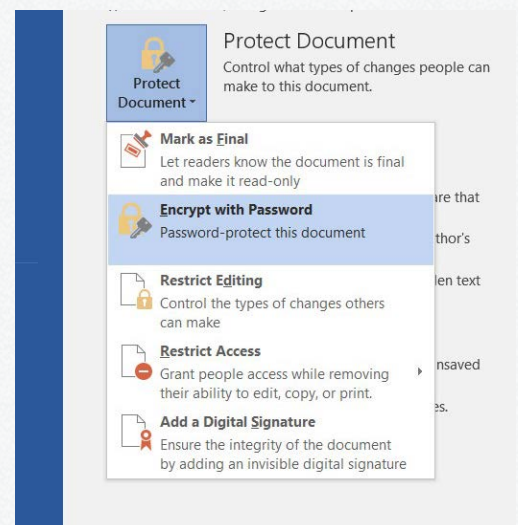 Protect Document
Control what types of changes people can
make to this document.
Protect
Document
Mark as Final
Let readers know the document is final
and make it read-only
Encrypt with Password
Password-protect this document
Restrict Editing
Control the types of changes others
can make
Restrict Access
Grant people access while removing
their ability to edit, copy, or print.
Add a Digital Signature
Ensure the integrity of the document
by adding an invisible digital signature
are that
thor's
len text
nsaved
es.